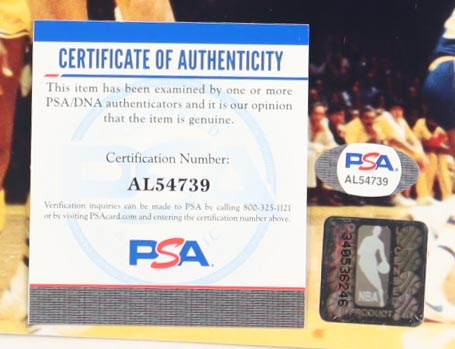 CERTIFICATE OF AUTHENTICITY
This item has been examined by one or more
PSA/DNA authenticators and it is our opinion
that the item is genuine.
Certification Number:
AL54739
Verification inquiries can be made to PSA by calling 800-325-1121
or by visiting PSAcard.com and entering the certification number above.
PSA
PSA
AL54739
340536246
NBA
PRODUCT